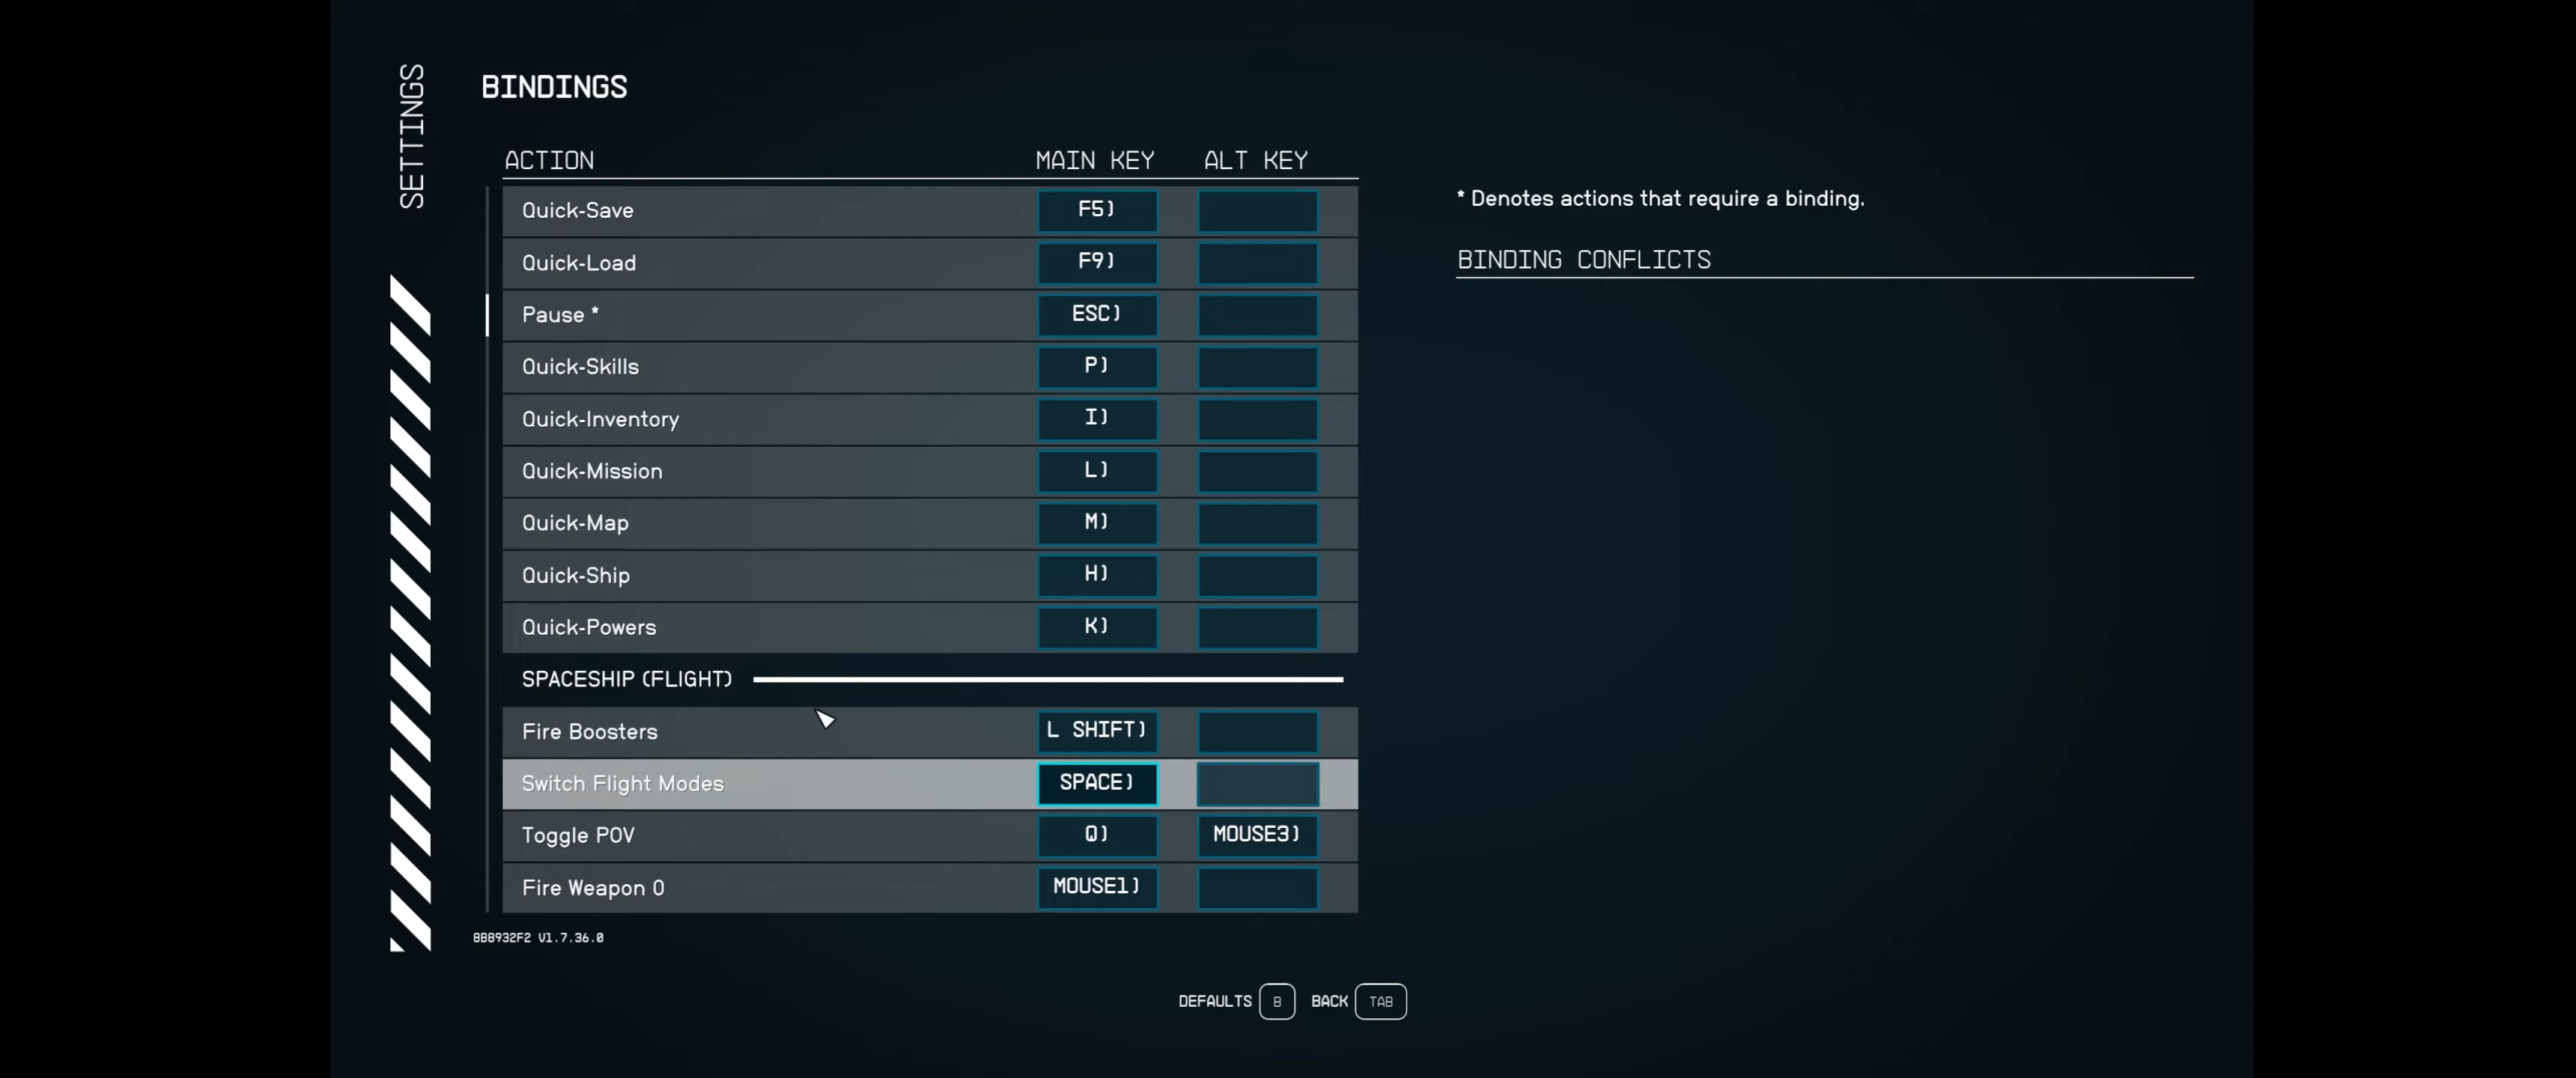 SETTINGS
BINDINGS
ACTION MAIN KEY ALT KEY
Quick-Save F5)
Quick-Load F9)
Pause * ESC)
Quick-Skills P)
Quick-Inventory I)
Quick-Mission L)
Quick-Map M)
Quick-Ship H)
Quick-Powers K)
SPACESHIP (FLIGHT)
Fire Boosters L SHIFT)
Switch Flight Modes SPACE)
Toggle POV Q) MOUSE3)
Fire Weapon 0 MOUSE1)
* Denotes actions that require a binding.
BINDING CONFLICTS
8B8932F2 V1.7.36.0
DEFAULTS B BACK TAB